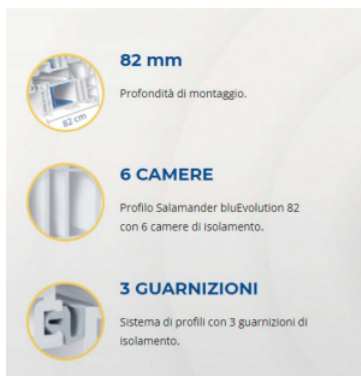 82 mm
Profondità di montaggio.
82 cm
6 CAMERE
Profilo Salamander bluEvolution 82
con 6 camere di isolamento.
3 GUARNIZIONI
Sistema di profili con 3 guarnizioni di
isolamento.